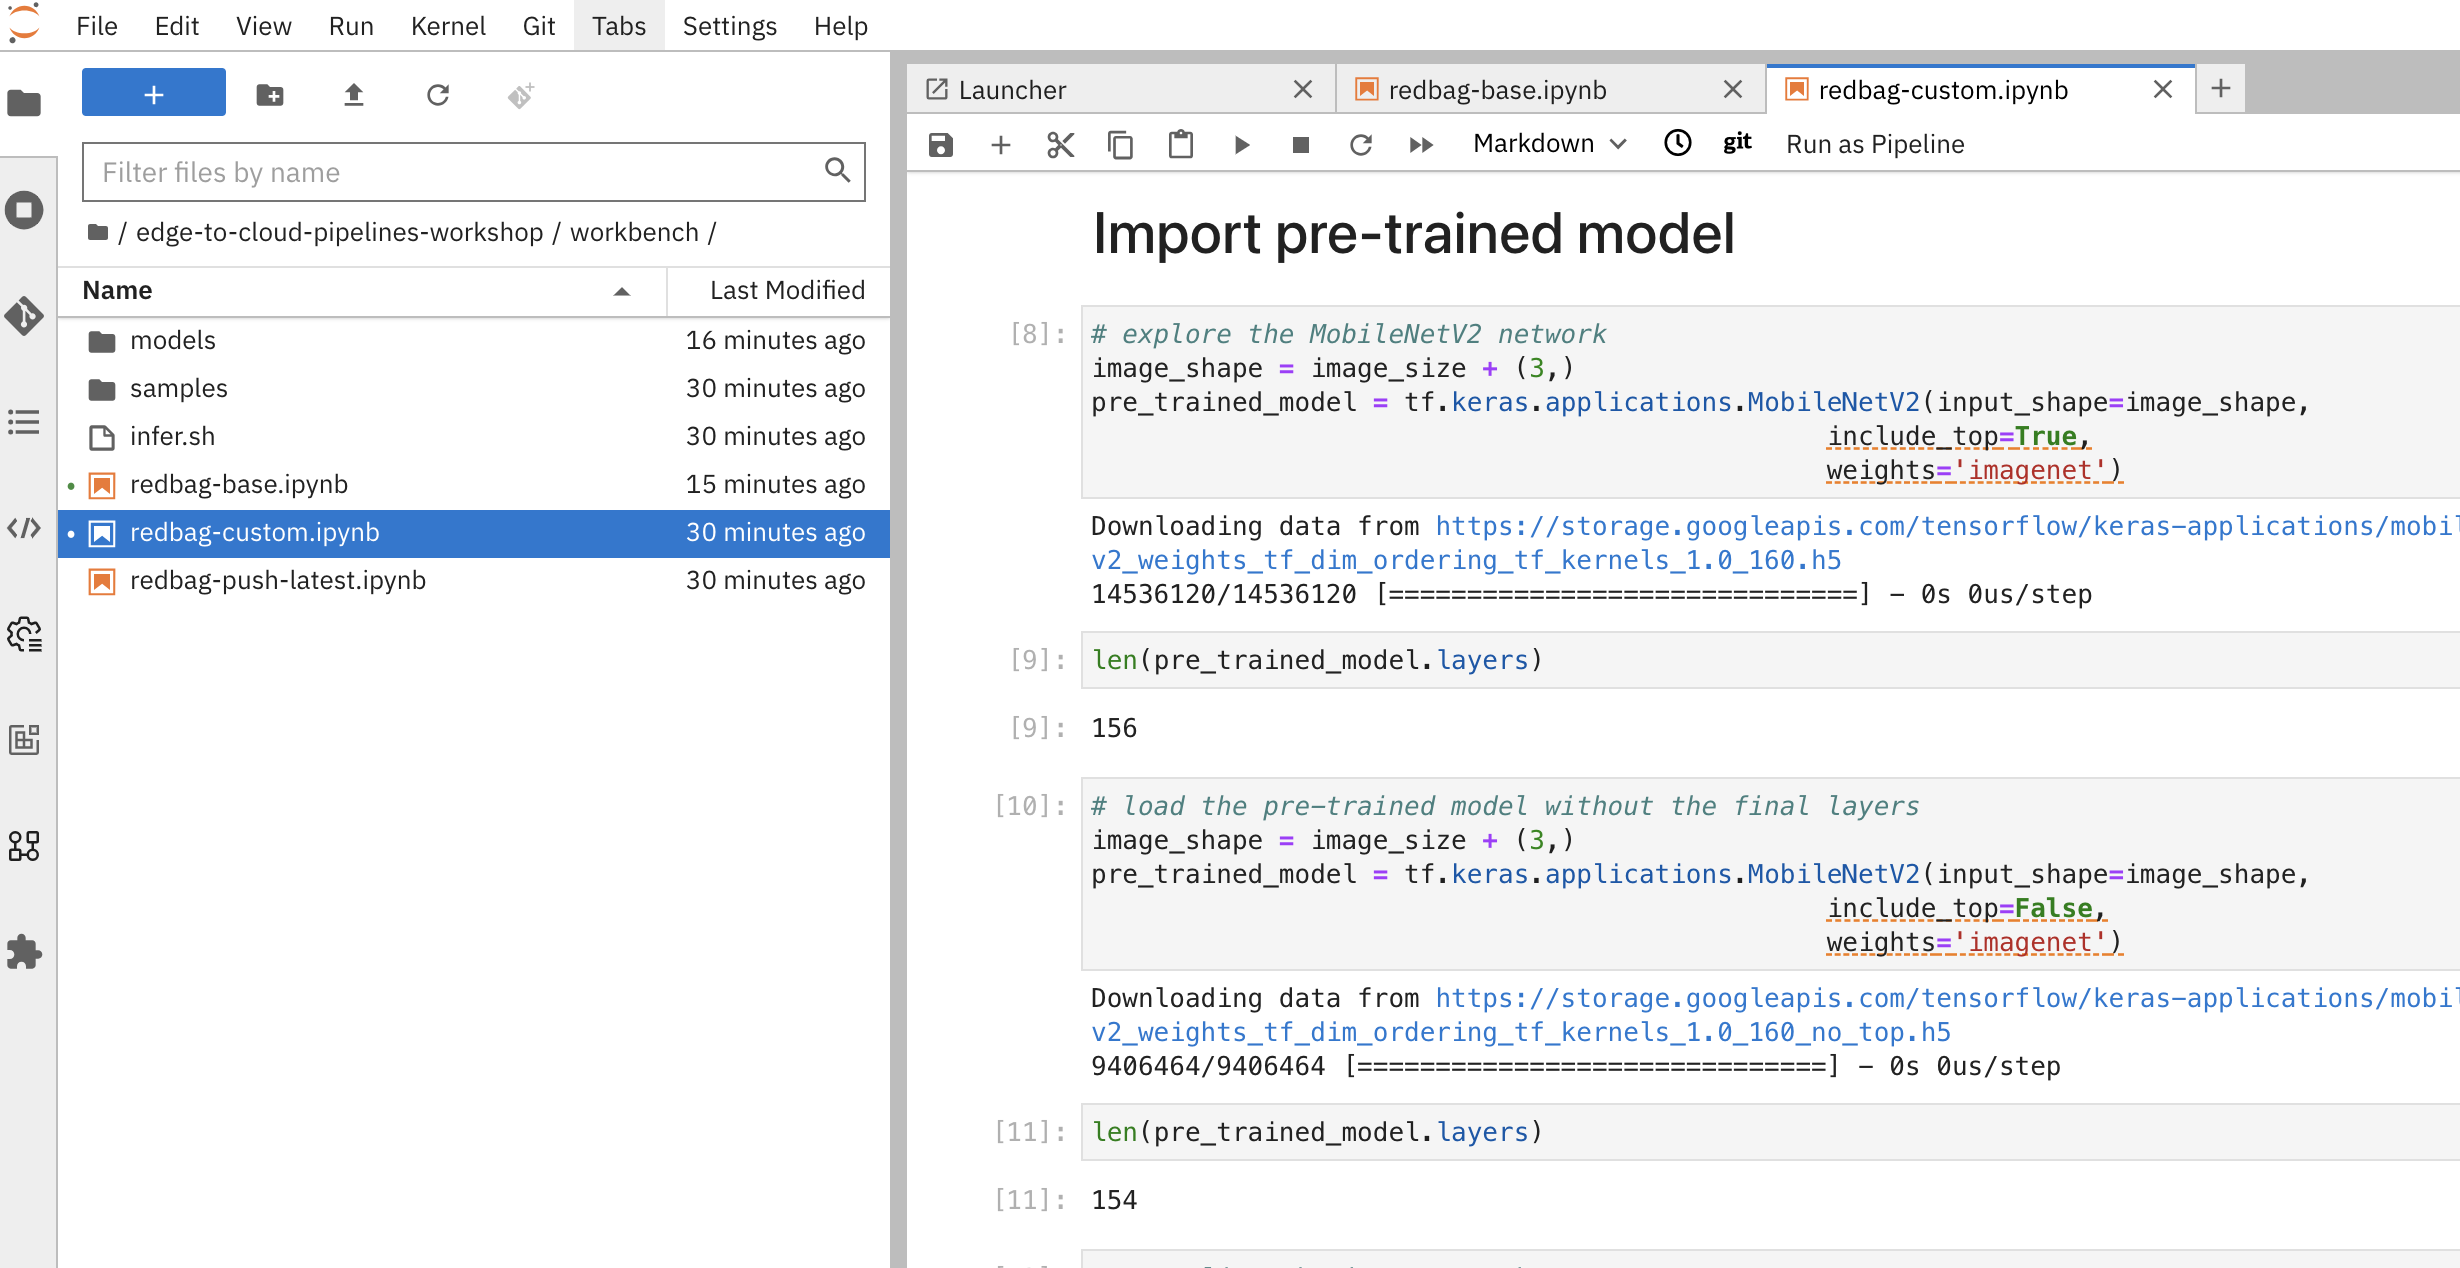 File Edit View Run Kernel Git Tabs Settings Help
+
Filter files by name
/ edge-to-cloud-pipelines-workshop / workbench /
Name Last Modified
models 16 minutes ago
samples 30 minutes ago
infer.sh 30 minutes ago
redbag-base.ipynb 15 minutes ago
redbag-custom.ipynb 30 minutes ago
redbag-push-latest.ipynb 30 minutes ago
Launcher redbag-base.ipynb redbag-custom.ipynb
Markdown git Run as Pipeline
Import pre-trained model
[8]: # explore the MobileNetV2 network
image_shape = image_size + (3,)
pre_trained_model = tf.keras.applications.MobileNetV2(input_shape=image_shape,
include_top=True,
weights='imagenet')
Downloading data from https://storage.googleapis.com/tensorflow/keras-applications/mobil
v2_weights_tf_dim_ordering_tf_kernels_1.0_160.h5
14536120/14536120 [==============================] - 0s 0us/step
[9]: len(pre_trained_model.layers)
[9]: 156
[10]: # load the pre-trained model without the final layers
image_shape = image_size + (3,)
pre_trained_model = tf.keras.applications.MobileNetV2(input_shape=image_shape,
include_top=False,
weights='imagenet')
Downloading data from https://storage.googleapis.com/tensorflow/keras-applications/mobil
v2_weights_tf_dim_ordering_tf_kernels_1.0_160_no_top.h5
9406464/9406464 [==============================] - 0s 0us/step
[11]: len(pre_trained_model.layers)
[11]: 154